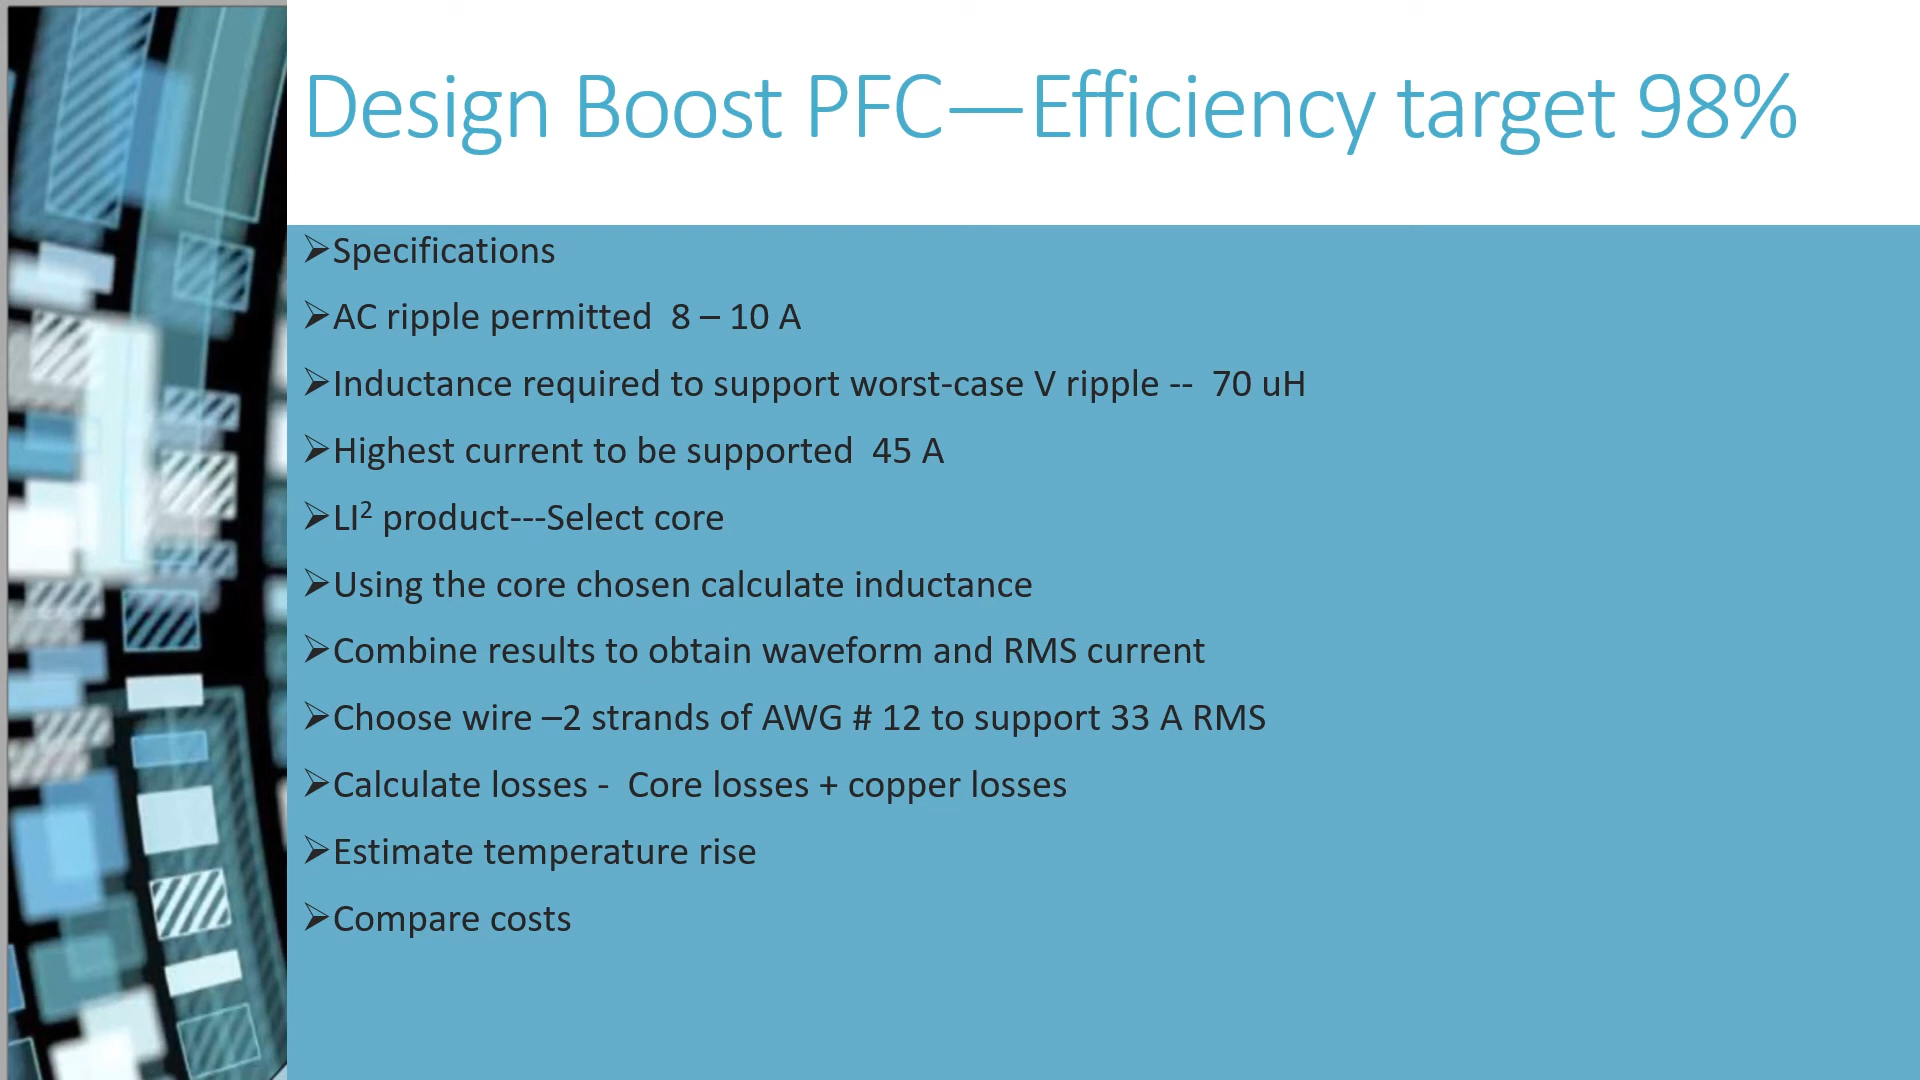 Design Boost PFC—Efficiency target 98%
➢Specifications
➢AC ripple permitted  8 – 10 A
➢Inductance required to support worst-case V ripple --  70 uH
➢Highest current to be supported  45 A
➢LI² product---Select core
➢Using the core chosen calculate inductance
➢Combine results to obtain waveform and RMS current
➢Choose wire –2 strands of AWG # 12 to support 33 A RMS
➢Calculate losses -  Core losses + copper losses
➢Estimate temperature rise
➢Compare costs